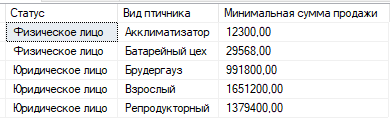 Статус Вид птичника Минимальная сумма продажи
Физическое лицо Акклиматизатор 12300,00
Физическое лицо Батарейный цех 29568,00
Юридическое лицо Брудергауз 991800,00
Юридическое лицо Взрослый 1651200,00
Юридическое лицо Репродукторный 1379400,00